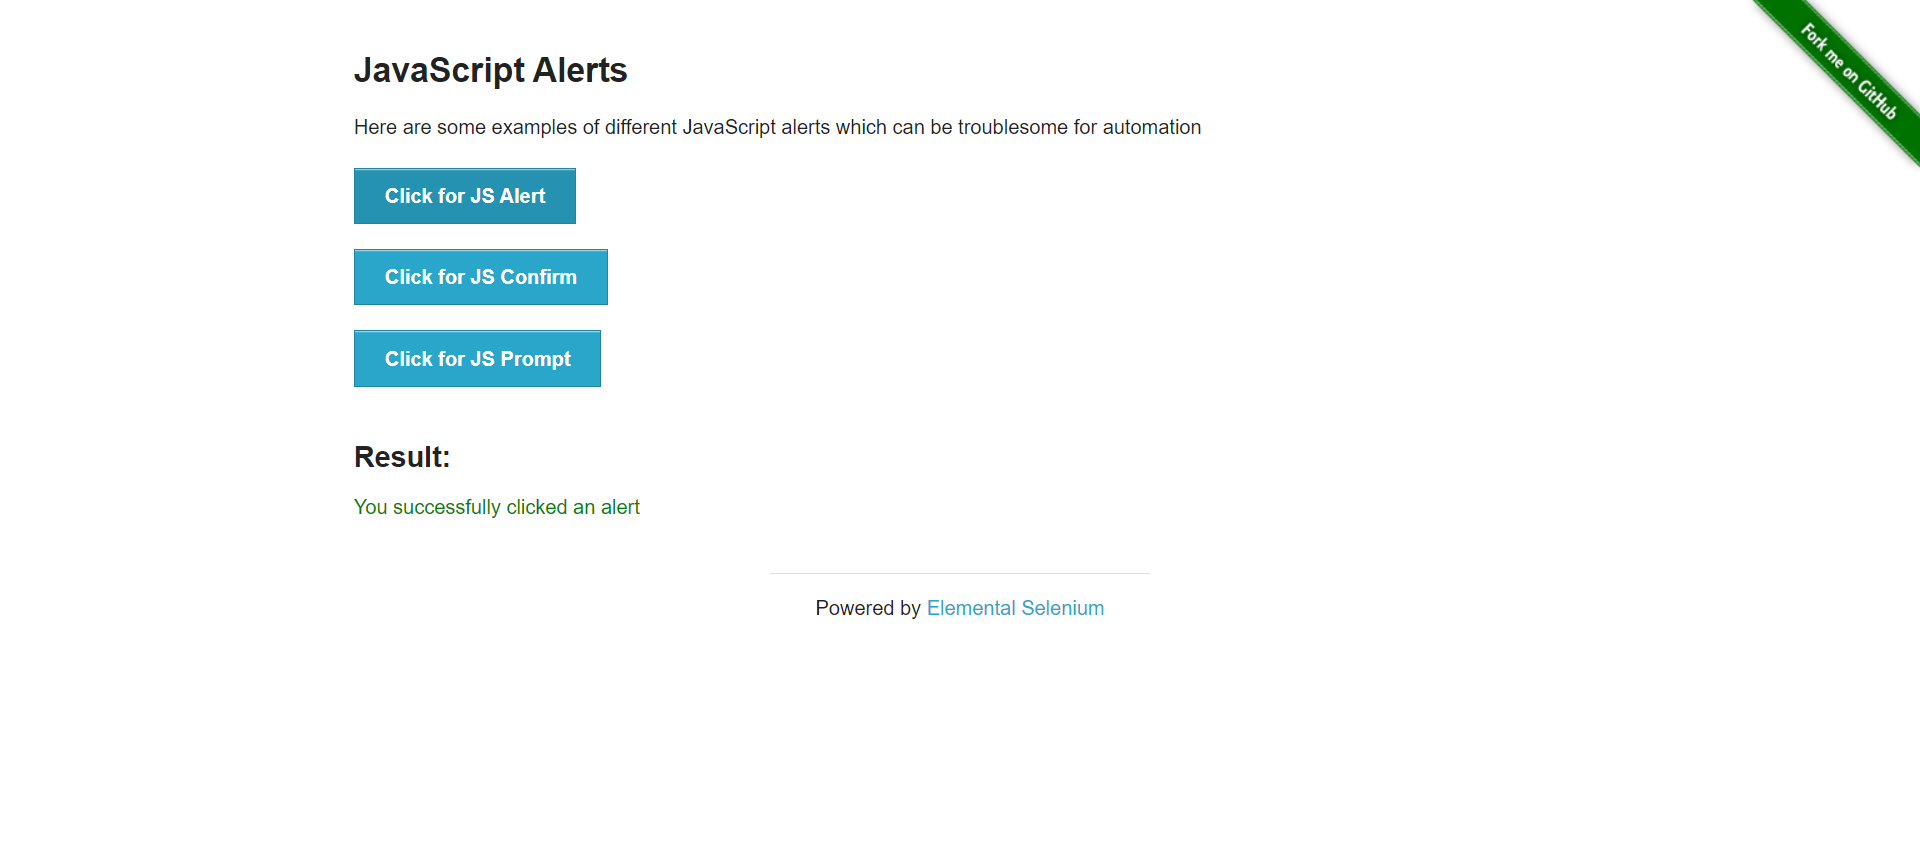 Fork me on GitHub
JavaScript Alerts
Here are some examples of different JavaScript alerts which can be troublesome for automation
Click for JS Alert
Click for JS Confirm
Click for JS Prompt
Result:
You successfully clicked an alert
Powered by Elemental Selenium